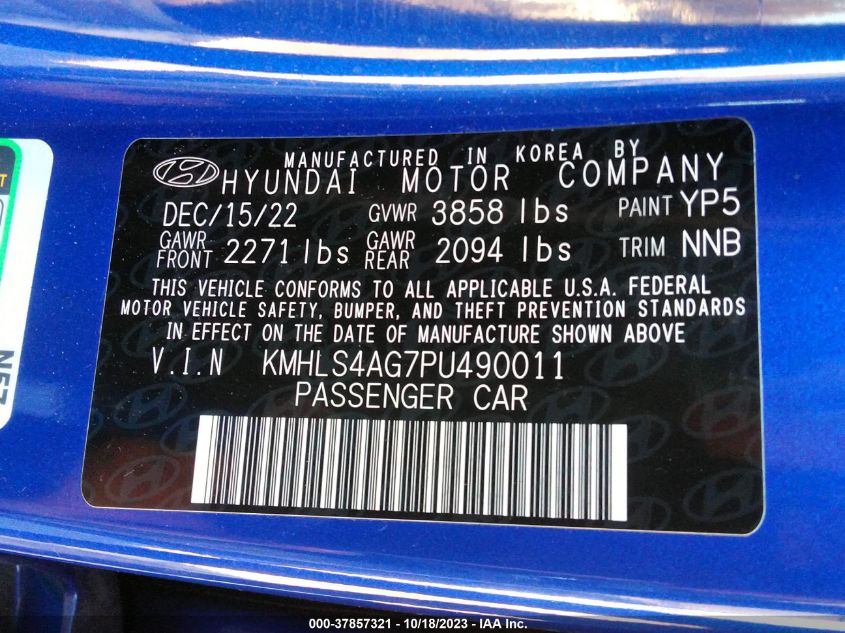 MANUFACTURED IN KOREA BY
HYUNDAI MOTOR COMPANY
DEC/15/22 GVWR 3858 lbs PAINT YP5
GAWR FRONT 2271 lbs GAWR REAR 2094 lbs TRIM NNB
THIS VEHICLE CONFORMS TO ALL APPLICABLE U.S.A. FEDERAL
MOTOR VEHICLE SAFETY, BUMPER, AND THEFT PREVENTION STANDARDS
IN EFFECT ON THE DATE OF MANUFACTURE SHOWN ABOVE
V.I.N KMHLS4AG7PU490011
PASSENGER CAR
000-37857321 - 10/18/2023 - IAA Inc.